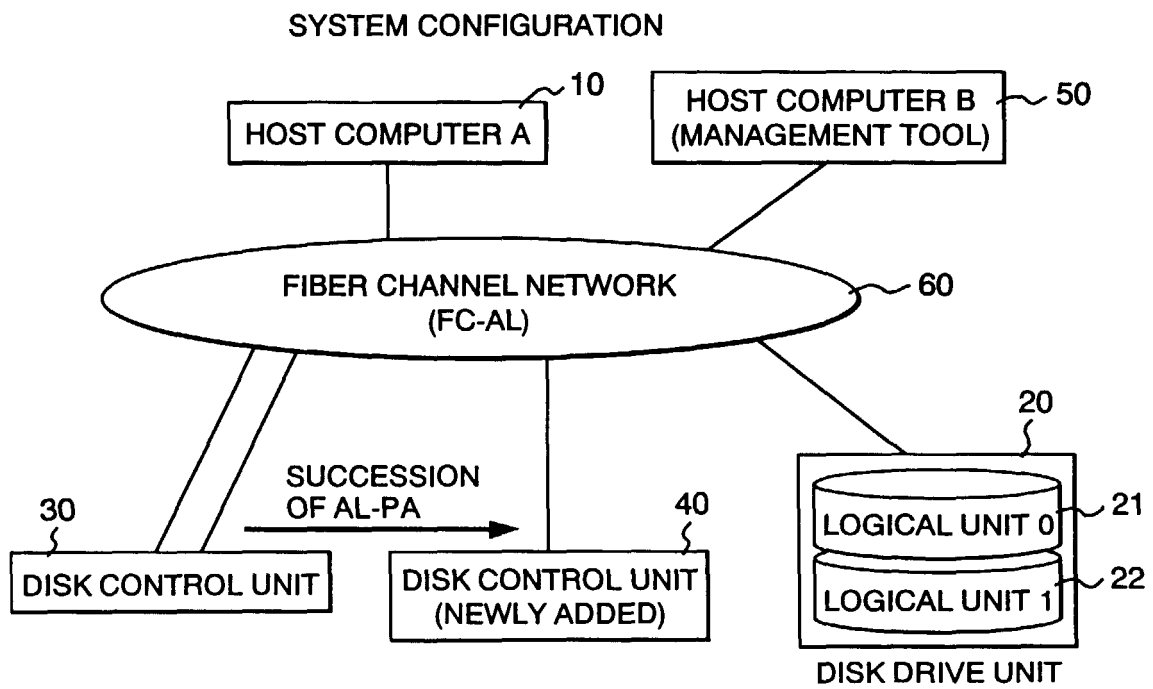 SYSTEM CONFIGURATION
10
HOST COMPUTER A
HOST COMPUTER B
(MANAGEMENT TOOL)
50
FIBER CHANNEL NETWORK
(FC-AL)
60
SUCCESSION
OF AL-PA
30
DISK CONTROL UNIT
40
DISK CONTROL UNIT
(NEWLY ADDED)
20
LOGICAL UNIT 0
21
LOGICAL UNIT 1
22
DISK DRIVE UNIT